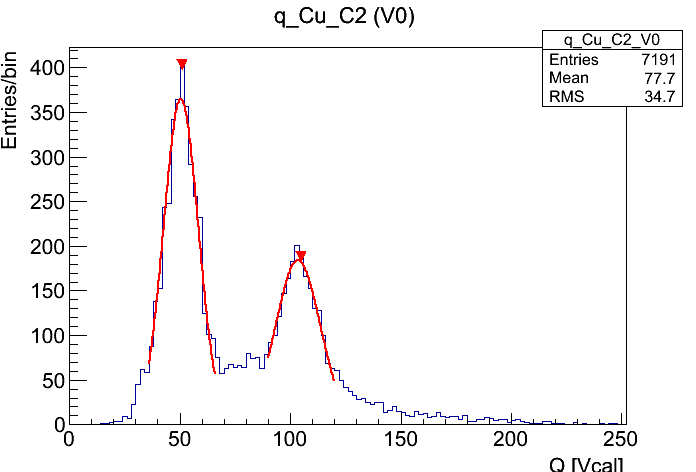 q_Cu_C2 (V0)
q_Cu_C2_V0
Entries 7191
Mean 77.7
RMS 34.7
Entries/bin
400
350
300
250
200
150
100
50
0
0 50 100 150 200 250
Q [Vcal]